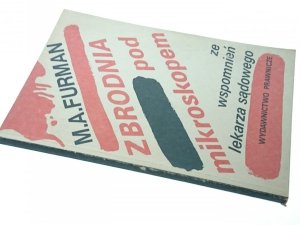 M.A.FURMAN
ZBRODNIA
pod
mikroskopem
ze
wspomnień
lekarza sądowego
WYDAWNICTWO PRAWNICZE